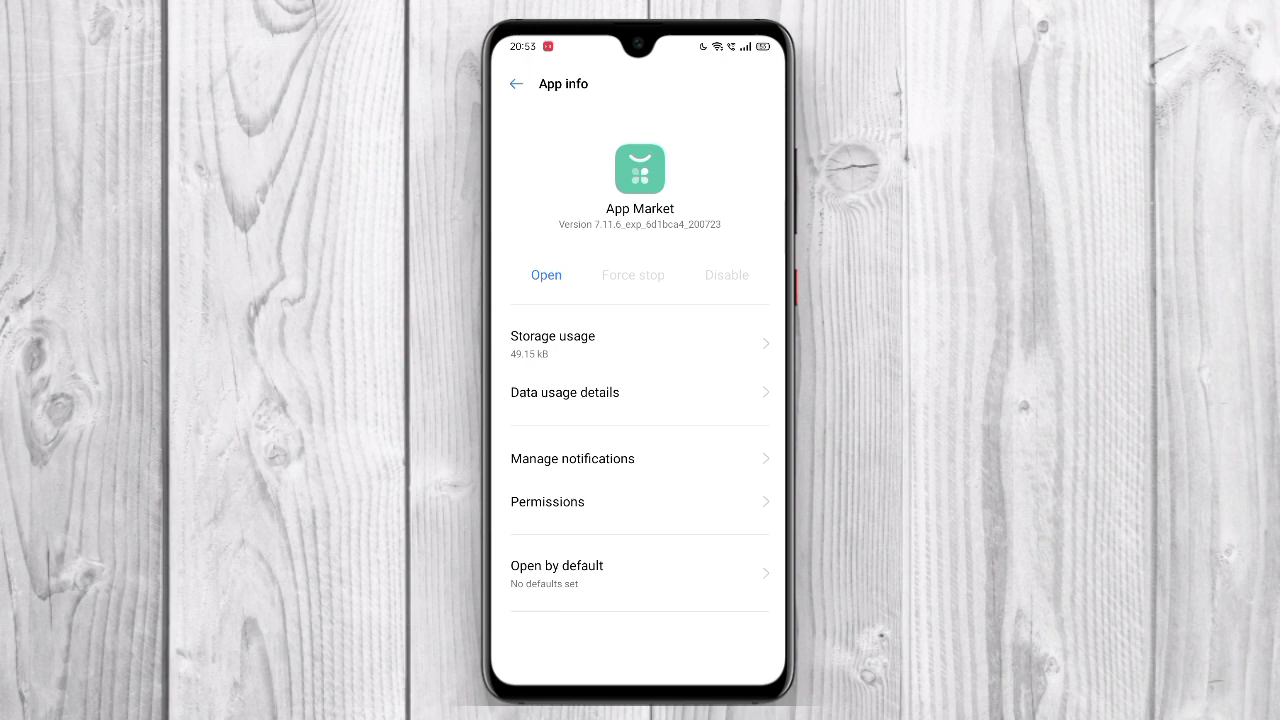 20:53
App info
App Market
Version 7.11.6_exp_6d1bca4_200723
Open Force stop Disable
Storage usage
49.15 kB
Data usage details
Manage notifications
Permissions
Open by default
No defaults set